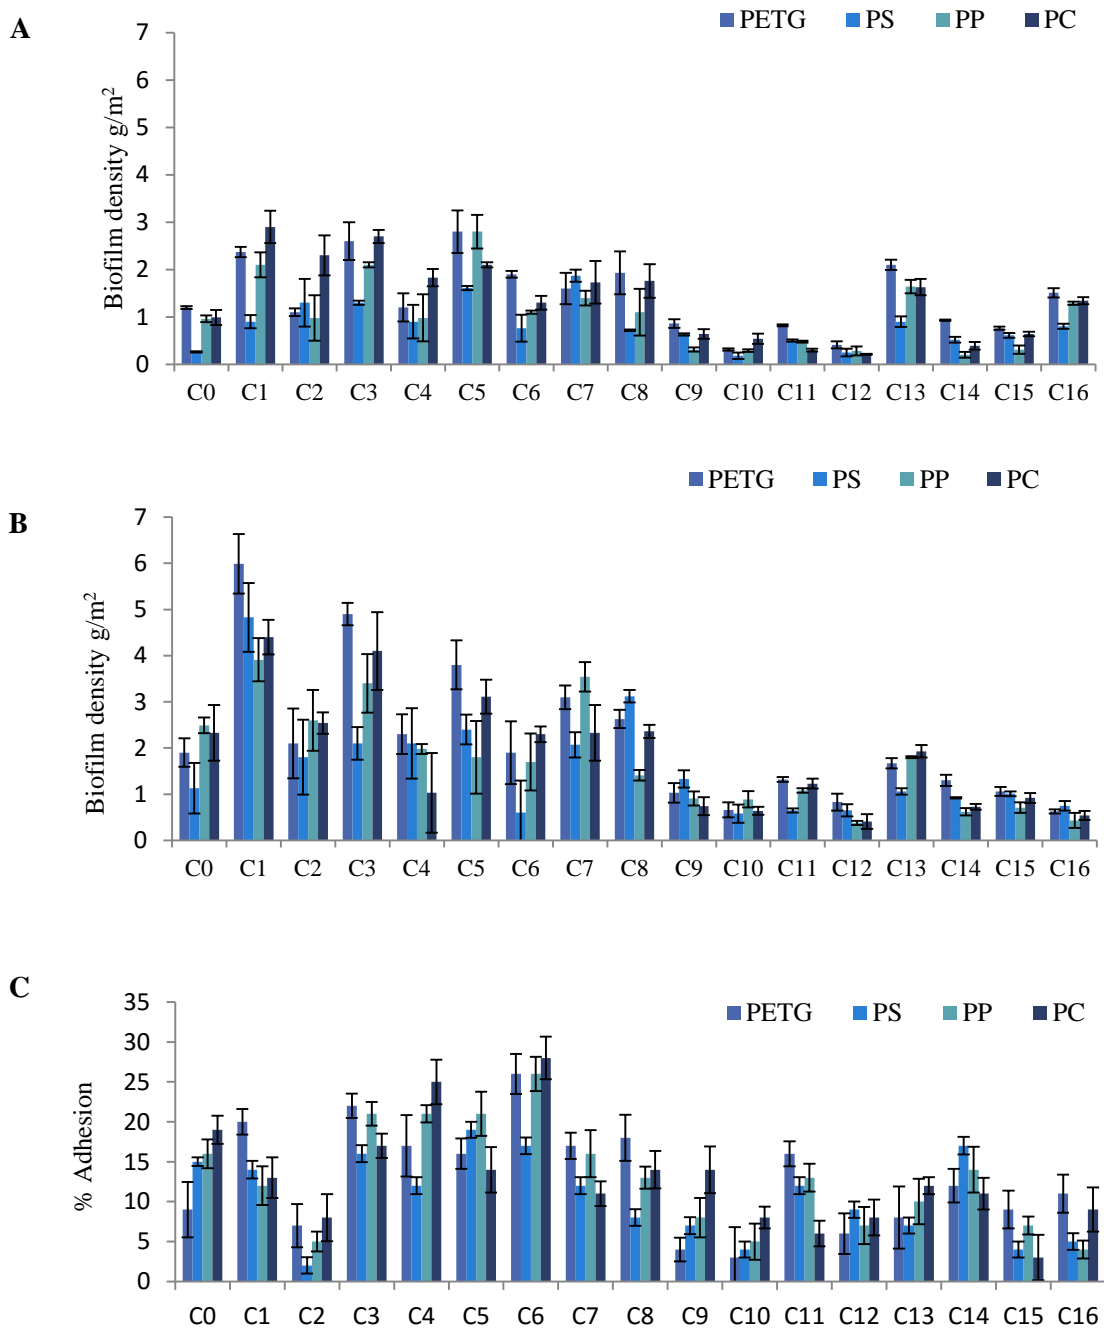 A
PETG PS PP PC
Biofilm density g/m²
7
6
5
4
3
2
1
0
C0 C1 C2 C3 C4 C5 C6 C7 C8 C9 C10 C11 C12 C13 C14 C15 C16
PETG PS PP PC
B
Biofilm density g/m²
7
6
5
4
3
2
1
0
C0 C1 C2 C3 C4 C5 C6 C7 C8 C9 C10 C11 C12 C13 C14 C15 C16
C
PETG PS PP PC
% Adhesion
35
30
25
20
15
10
5
0
C0 C1 C2 C3 C4 C5 C6 C7 C8 C9 C10 C11 C12 C13 C14 C15 C16